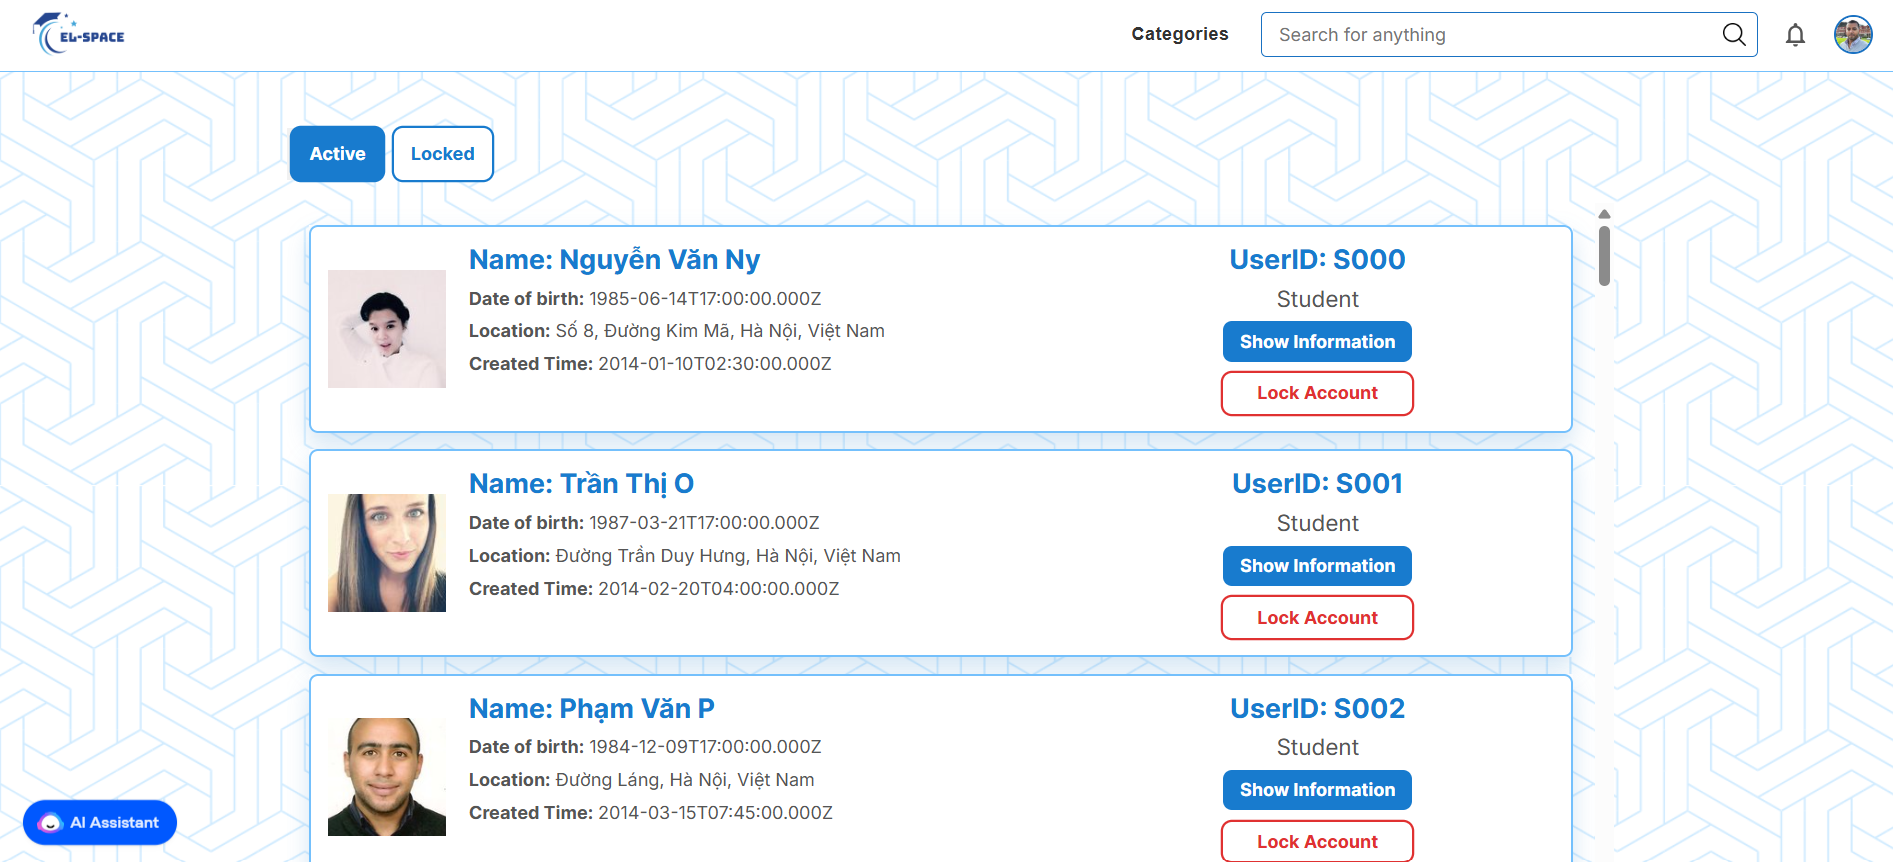 EL-SPACE
Categories
Search for anything
Active
Locked
Name: Nguyễn Văn Ny
Date of birth: 1985-06-14T17:00:00.000Z
Location: Số 8, Đường Kim Mã, Hà Nội, Việt Nam
Created Time: 2014-01-10T02:30:00.000Z
UserID: S000
Student
Show Information
Lock Account
Name: Trần Thị O
Date of birth: 1987-03-21T17:00:00.000Z
Location: Đường Trần Duy Hưng, Hà Nội, Việt Nam
Created Time: 2014-02-20T04:00:00.000Z
UserID: S001
Student
Show Information
Lock Account
Name: Phạm Văn P
Date of birth: 1984-12-09T17:00:00.000Z
Location: Đường Láng, Hà Nội, Việt Nam
Created Time: 2014-03-15T07:45:00.000Z
UserID: S002
Student
Show Information
Lock Account
AI Assistant